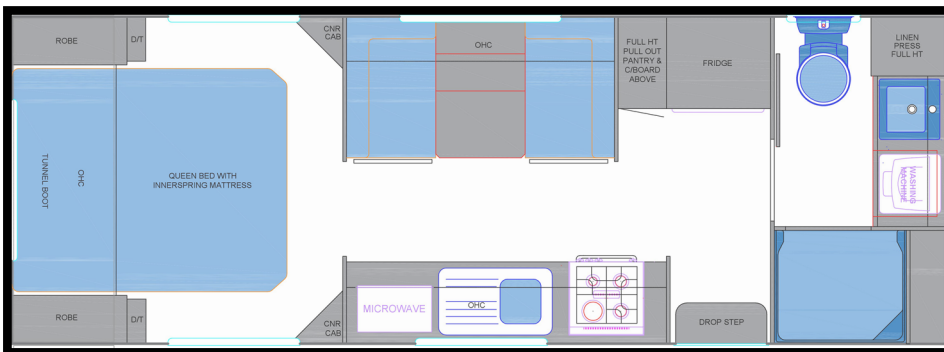 ROBE
D/T
CNR
CAB
OHC
FULL HT
PULL OUT
PANTRY &
C/BOARD
ABOVE
FRIDGE
LINEN
PRESS
FULL HT
TUNNEL BOOT
OHC
QUEEN BED WITH
INNERSPRING MATTRESS
WASHING
MACHINE
ROBE
D/T
CNR
CAB
MICROWAVE
OHC
DROP STEP